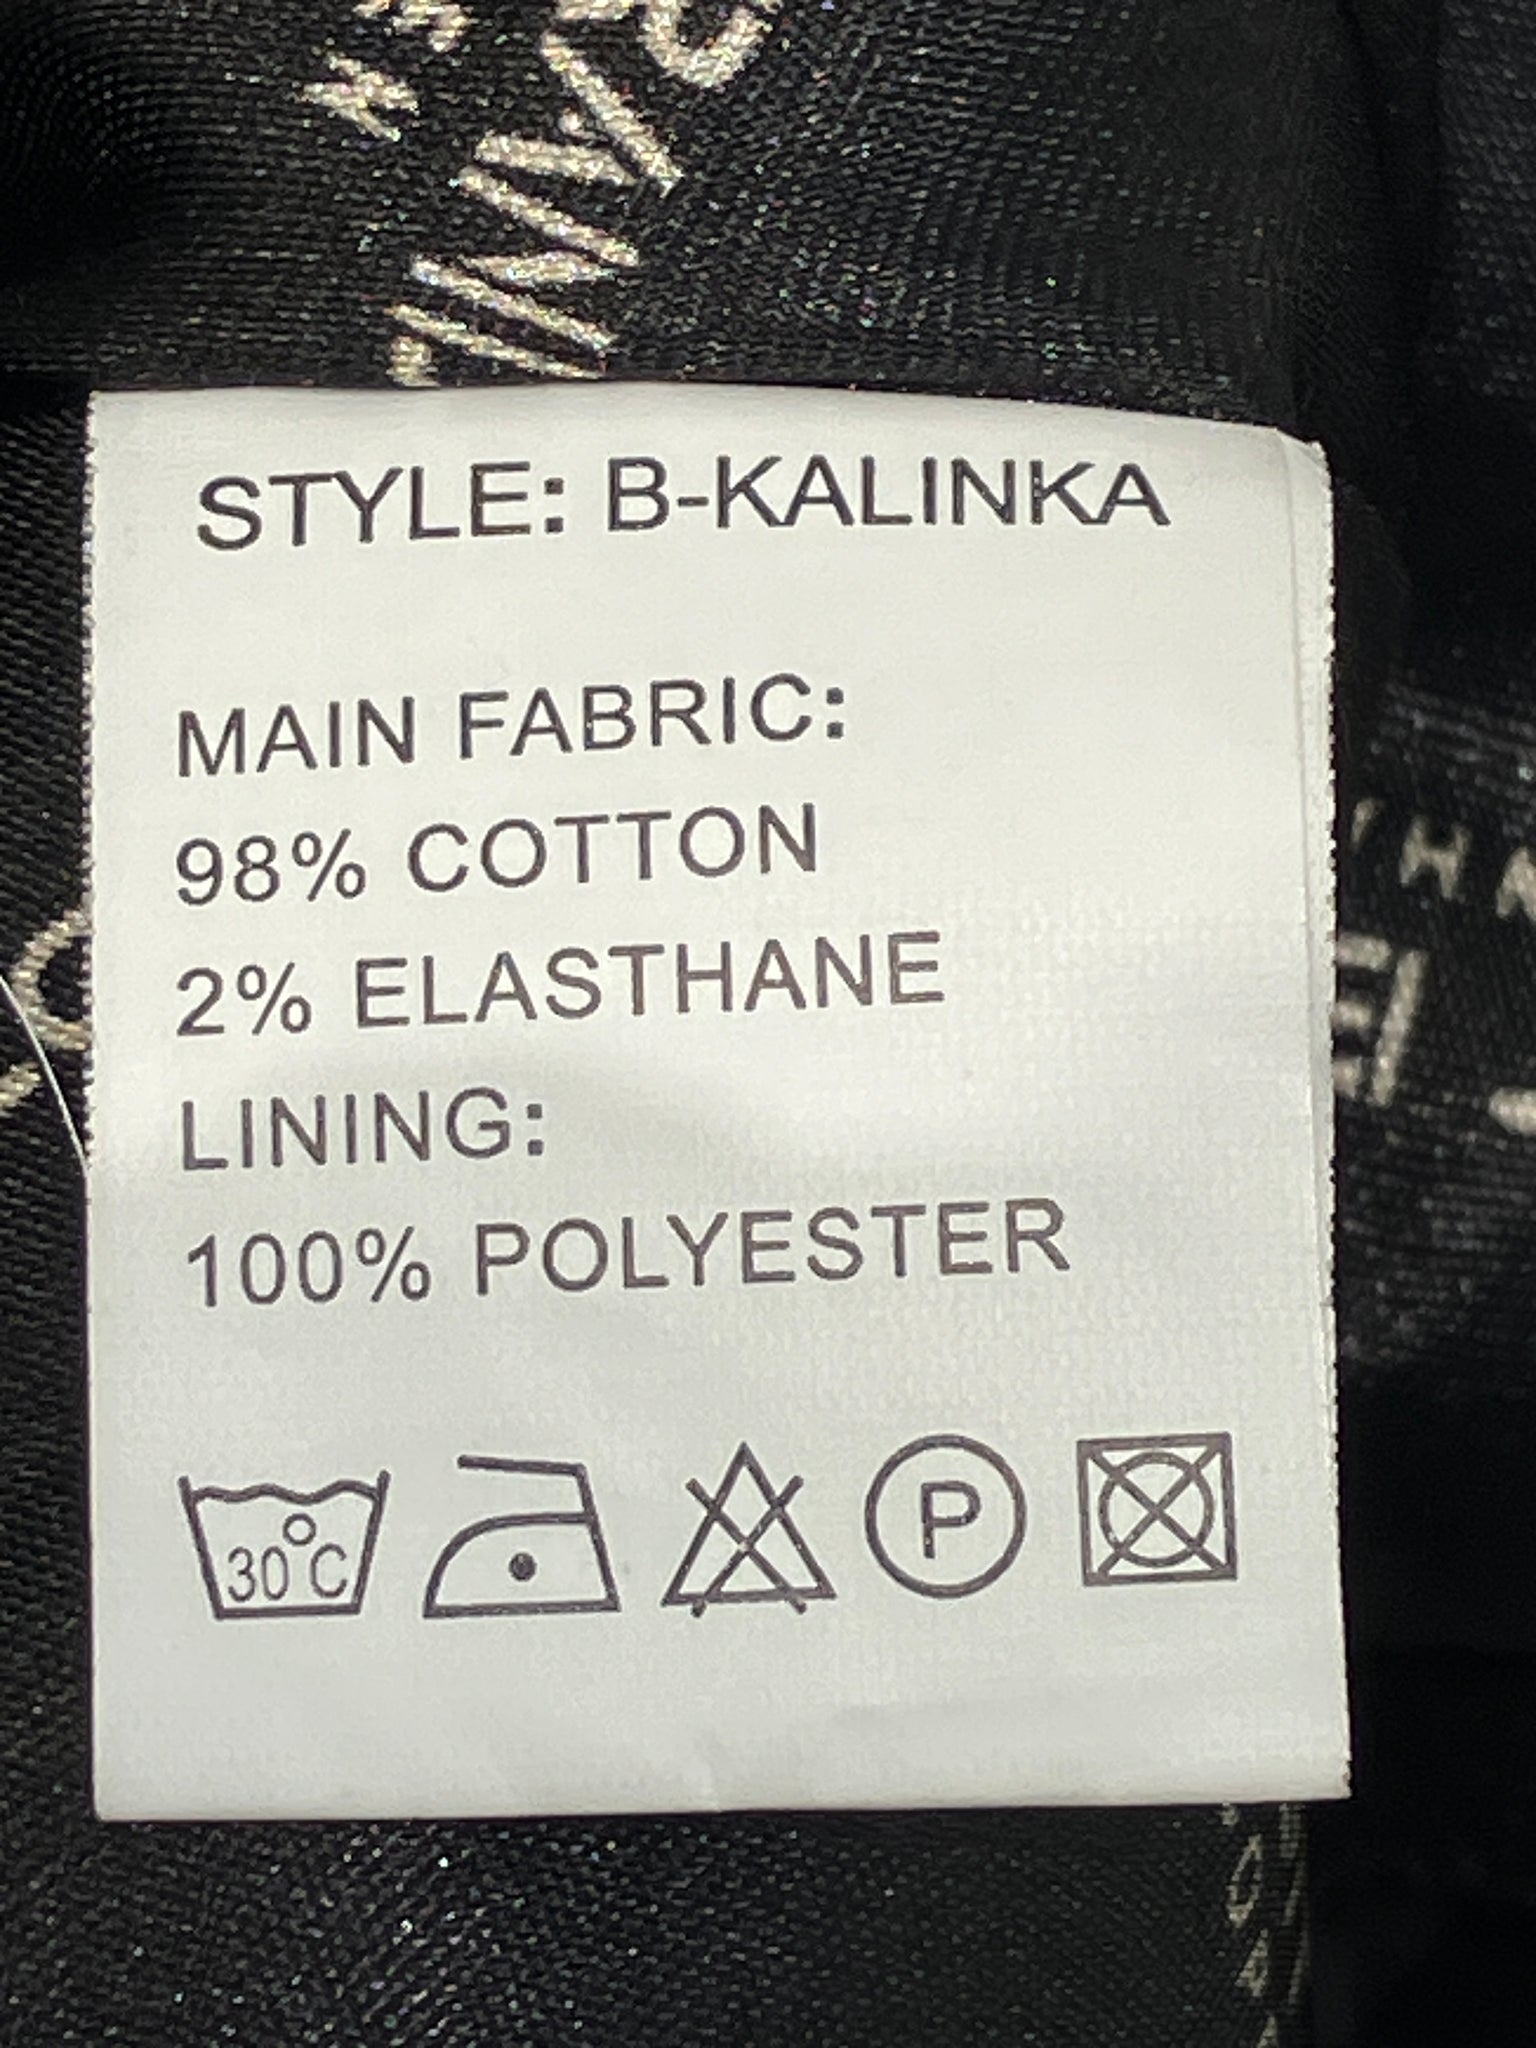 STYLE: B-KALINKA
MAIN FABRIC:
98% COTTON
2% ELASTHANE
LINING:
100% POLYESTER
30°C
P